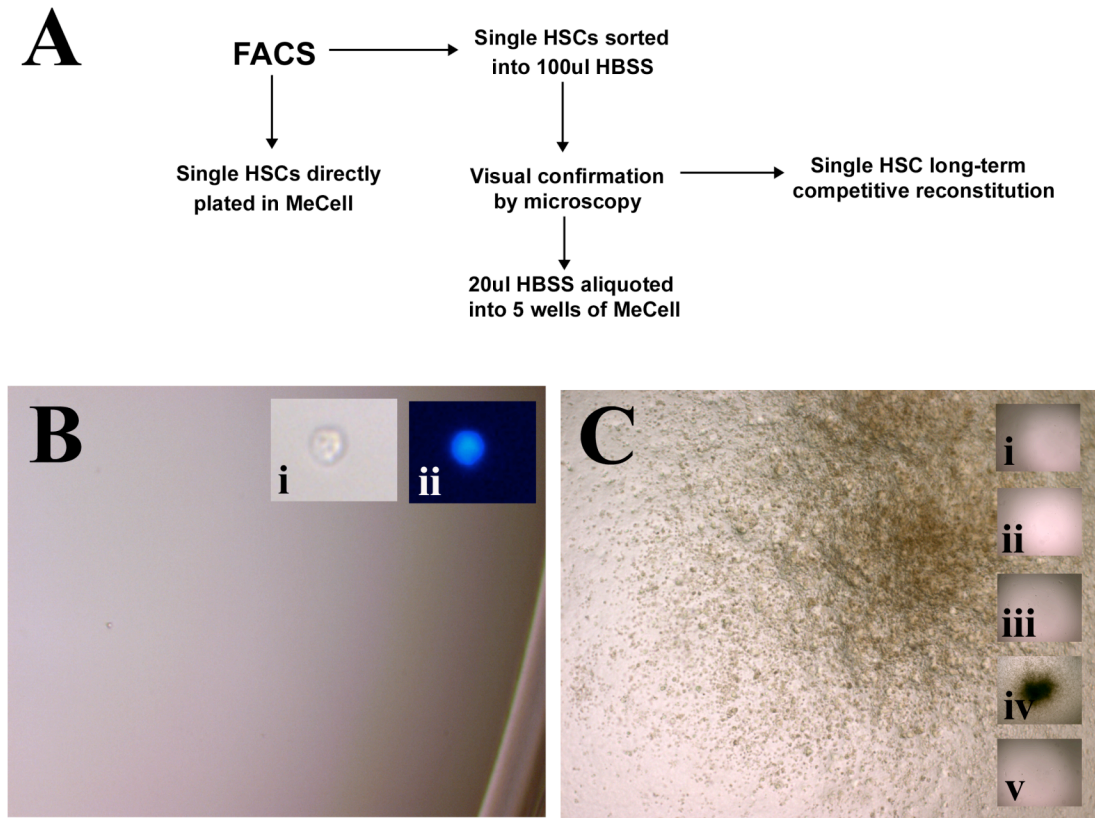 A
FACS
Single HSCs sorted
into 100ul HBSS
Single HSCs directly
plated in MeCell
Visual confirmation
by microscopy
Single HSC long-term
competitive reconstitution
20ul HBSS aliquoted
into 5 wells of MeCell
B
i
ii
C
i
ii
iii
iv
v